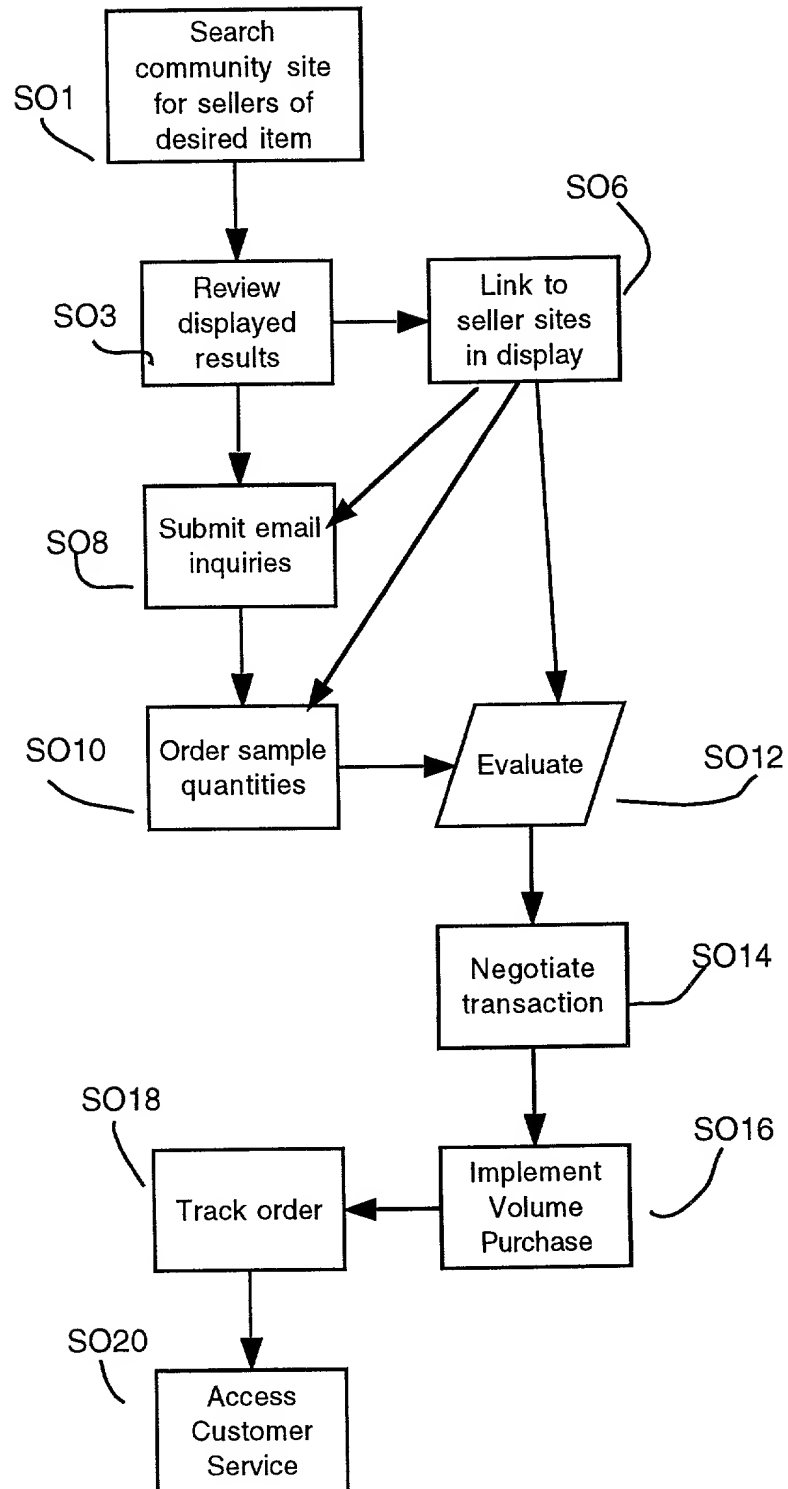 Search
community site
for sellers of
desired item
SO1
SO6
Review
displayed
results
Link to
seller sites
in display
SO3
Submit email
inquiries
SO8
Order sample
quantities
Evaluate
SO10
SO12
Negotiate
transaction
SO14
SO18
Track order
Implement
Volume
Purchase
SO16
SO20
Access
Customer
Service